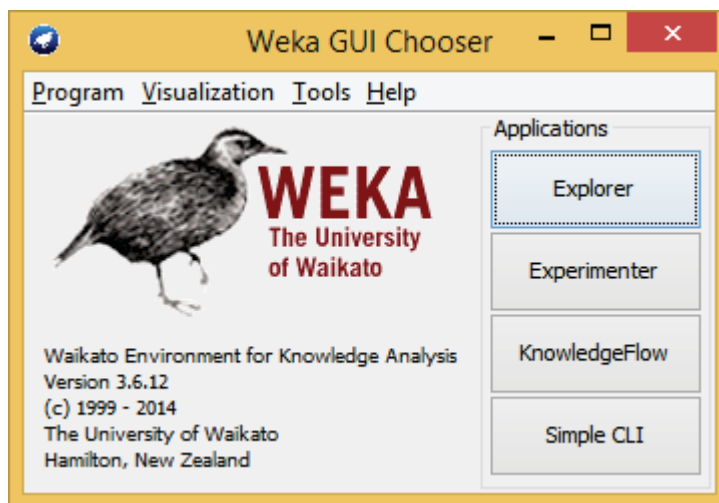 Weka GUI Chooser
Program Visualization Tools Help
Applications
WEKA
The University
of Waikato
Explorer
Experimenter
KnowledgeFlow
Simple CLI
Waikato Environment for Knowledge Analysis
Version 3.6.12
(c) 1999 - 2014
The University of Waikato
Hamilton, New Zealand